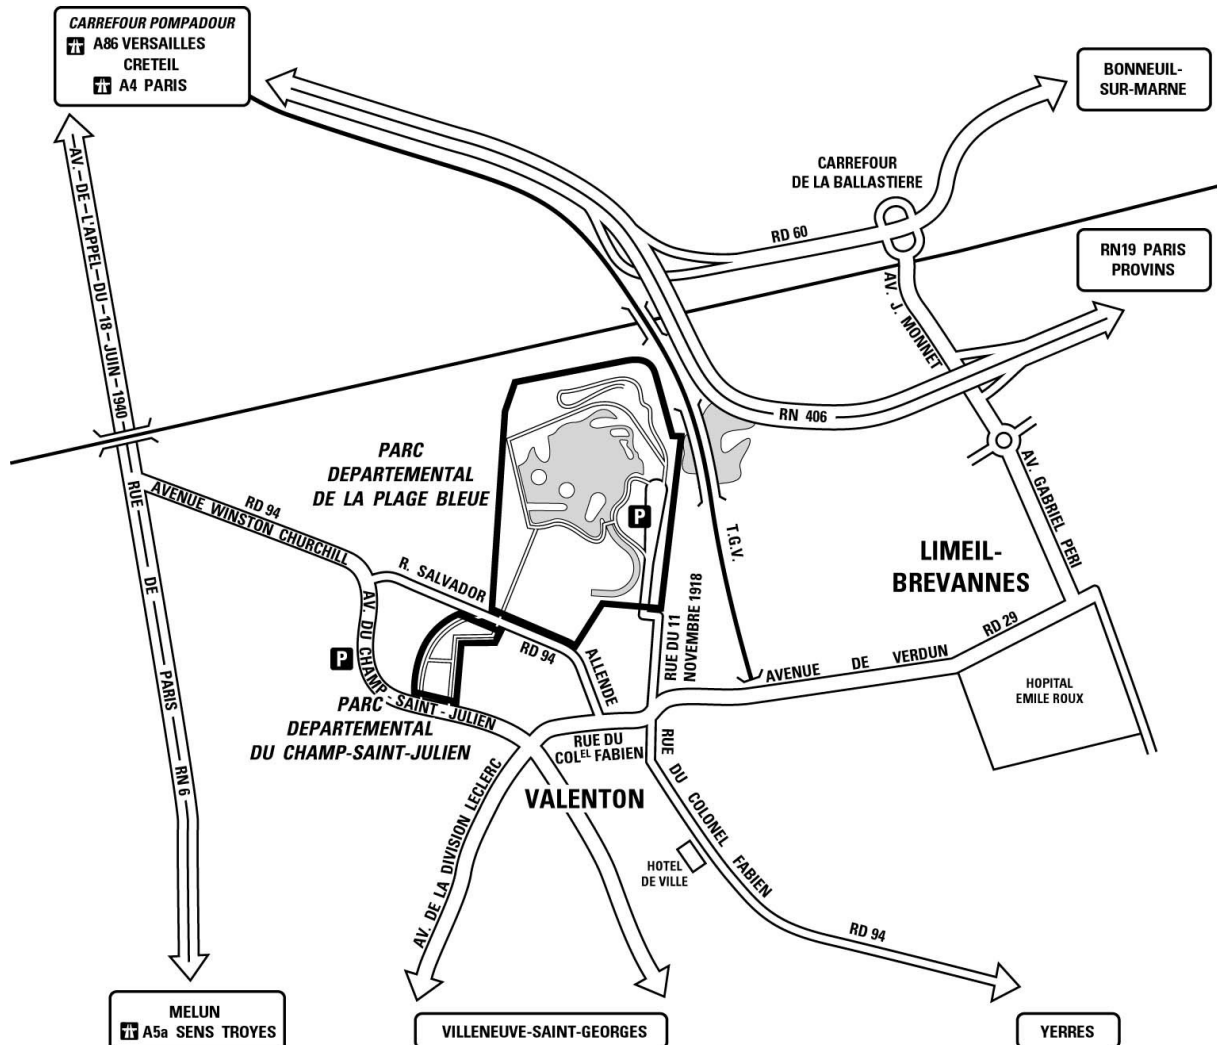 CARREFOUR POMPADOUR
A86 VERSAILLES
CRETEIL
A4 PARIS
BONNEUIL-
SUR-MARNE
CARREFOUR
DE LA BALLASTIERE
RD 60
RN19 PARIS
PROVINS
AV. J. MONNET
AV. - DE - L'APPEL - DU - 18 - JUIN - 1940
RN 406
PARC
DEPARTEMENTAL
DE LA PLAGE BLEUE
P
AV. GABRIEL PERI
RD 94
AVENUE WINSTON CHURCHILL
T.G.V.
LIMEIL-
BREVANNES
R. SALVADOR
RD 94
ALLENDE
RUE DU 11
NOVEMBRE 1918
RD 29
AVENUE DE VERDUN
HOPITAL
EMILE ROUX
P
AV. DU CHAMP - SAINT - JULIEN
PARC
DEPARTEMENTAL
DU CHAMP-SAINT-JULIEN
RUE DU
COLEL FABIEN
RUE DE PARIS RN 6
VALENTON
RUE DU COLONEL FABIEN
AV. DE LA DIVISION LECLERC
HOTEL
DE VILLE
RD 94
MELUN
A5a SENS TROYES
VILLENEUVE-SAINT-GEORGES
YERRES